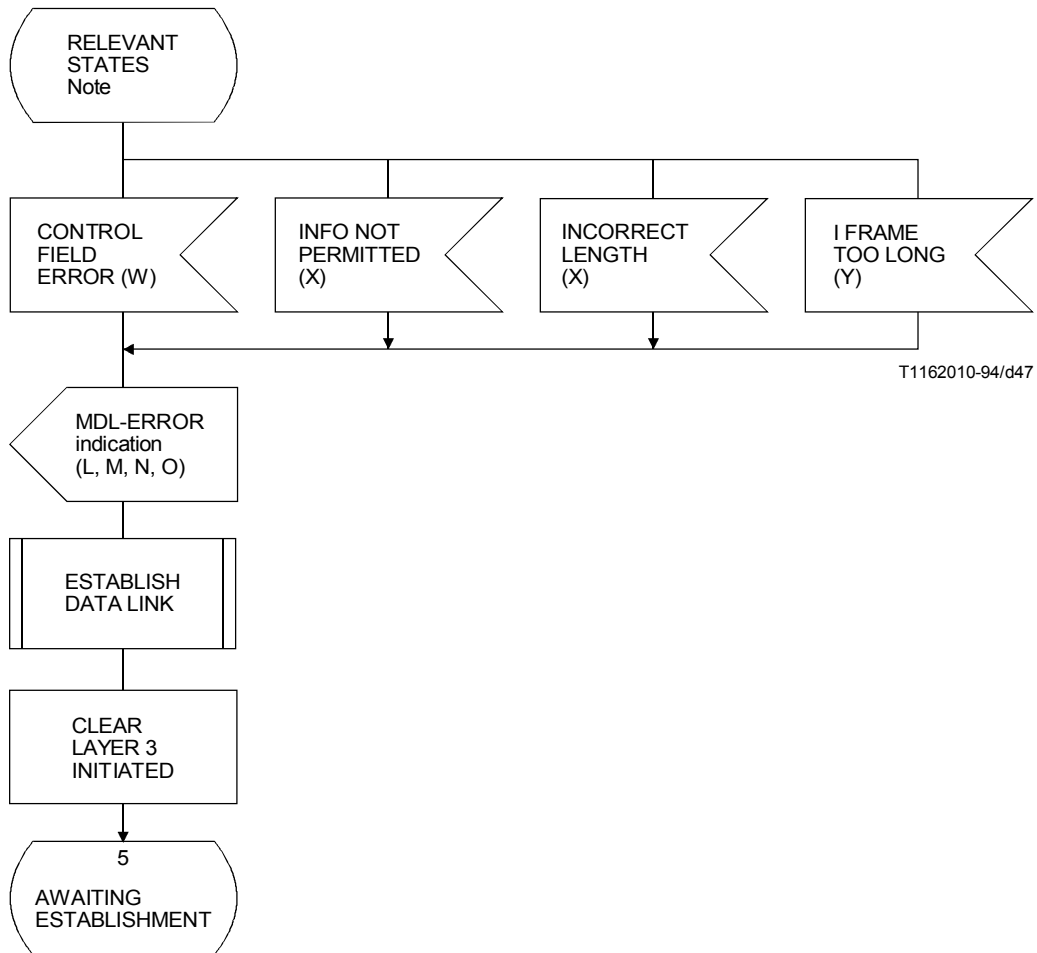 RELEVANT
STATES
Note
CONTROL
FIELD
ERROR (W)
INFO NOT
PERMITTED
(X)
INCORRECT
LENGTH
(X)
I FRAME
TOO LONG
(Y)
T1162010-94/d47
MDL-ERROR
indication
(L, M, N, O)
ESTABLISH
DATA LINK
CLEAR
LAYER 3
INITIATED
5
AWAITING
ESTABLISHMENT